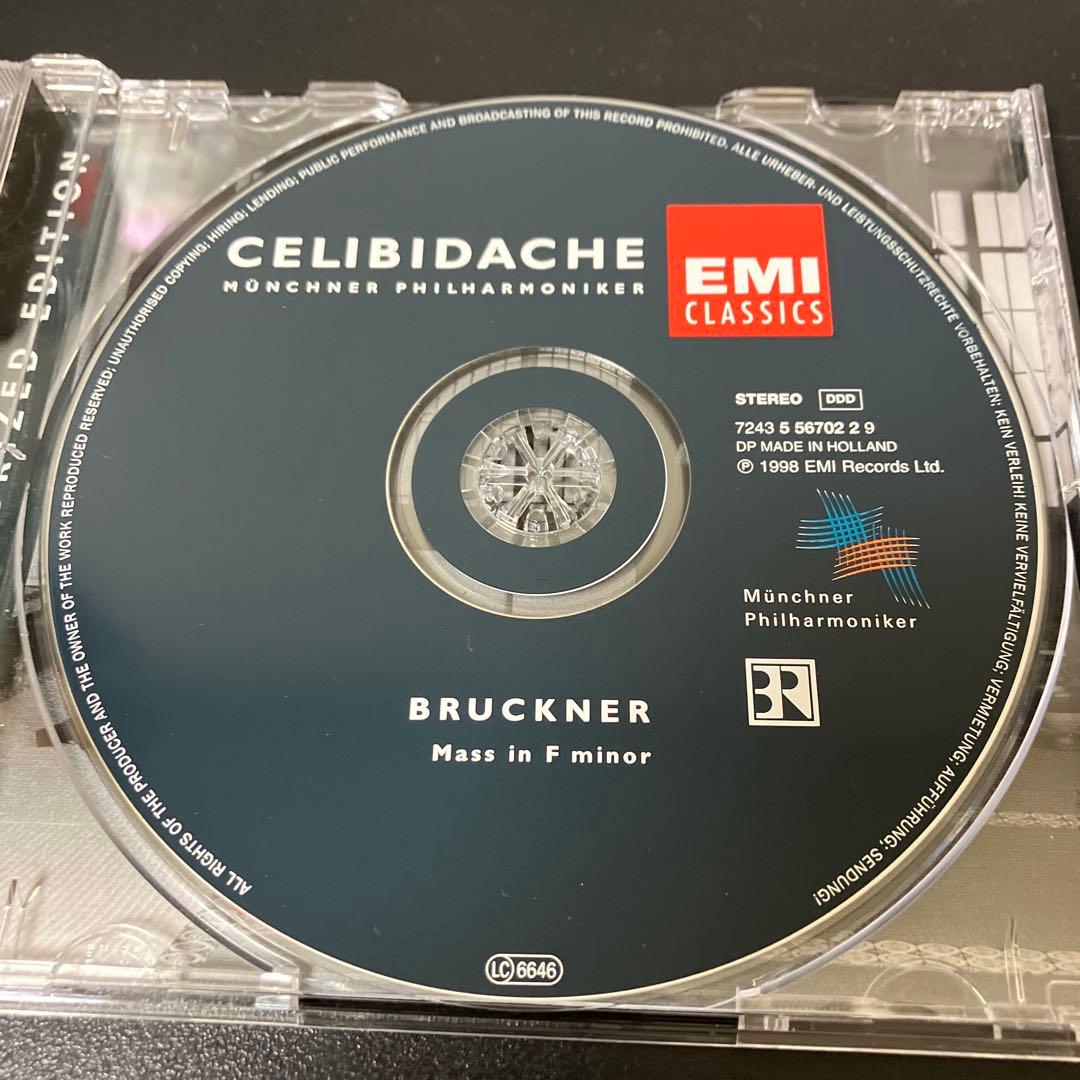 CELIBIDACHE
MÜNCHNER PHILHARMONIKER
EMI
CLASSICS
STEREO DDD
7243 5 56702 2 9
DP MADE IN HOLLAND
℗ 1998 EMI Records Ltd.
Münchner
Philharmoniker
BR
BRUCKNER
Mass in F minor
LC 6646
ALL RIGHTS OF THE PRODUCER AND THE OWNER OF THE WORK REPRODUCED RESERVED; UNAUTHORISED COPYING; HIRING; LENDING; PUBLIC PERFORMANCE AND BROADCASTING OF THIS RECORD PROHIBITED. ALLE URHEBER- UND LEISTUNGSSCHUTZRECHTE VORBEHALTEN; KEIN VERLEIH! KEINE VERVIELFÄLTIGUNG; VERMIETUNG; AUFFÜHRUNG; SENDUNG!
EDITION